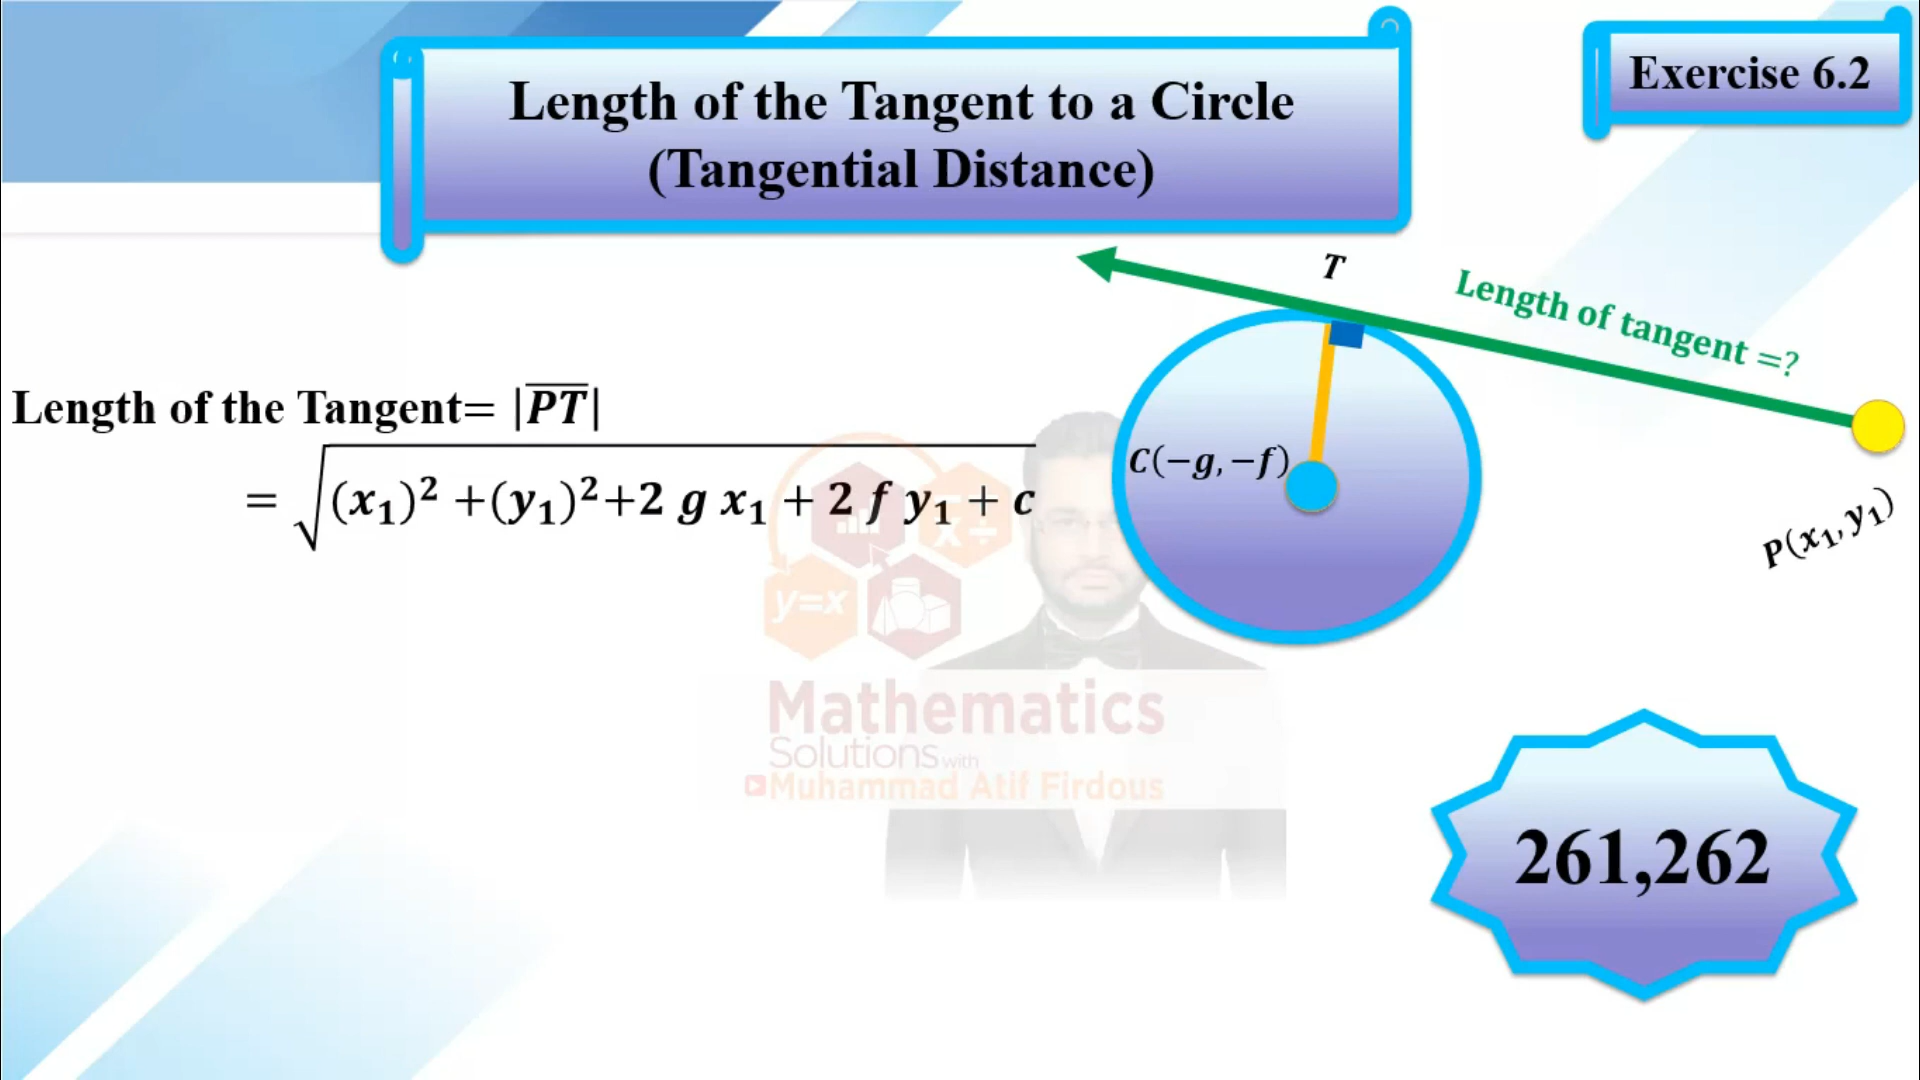 Length of the Tangent to a Circle
(Tangential Distance)
Exercise 6.2
T
Length of tangent =?
Length of the Tangent= |PT|
= √(x₁)² +(y₁)²+2 g x₁ + 2 f y₁ + c
C(−g,−f)
P(x₁,y₁)
y=x
Mathematics
Solutions with
Muhammad Atif Firdous
261,262